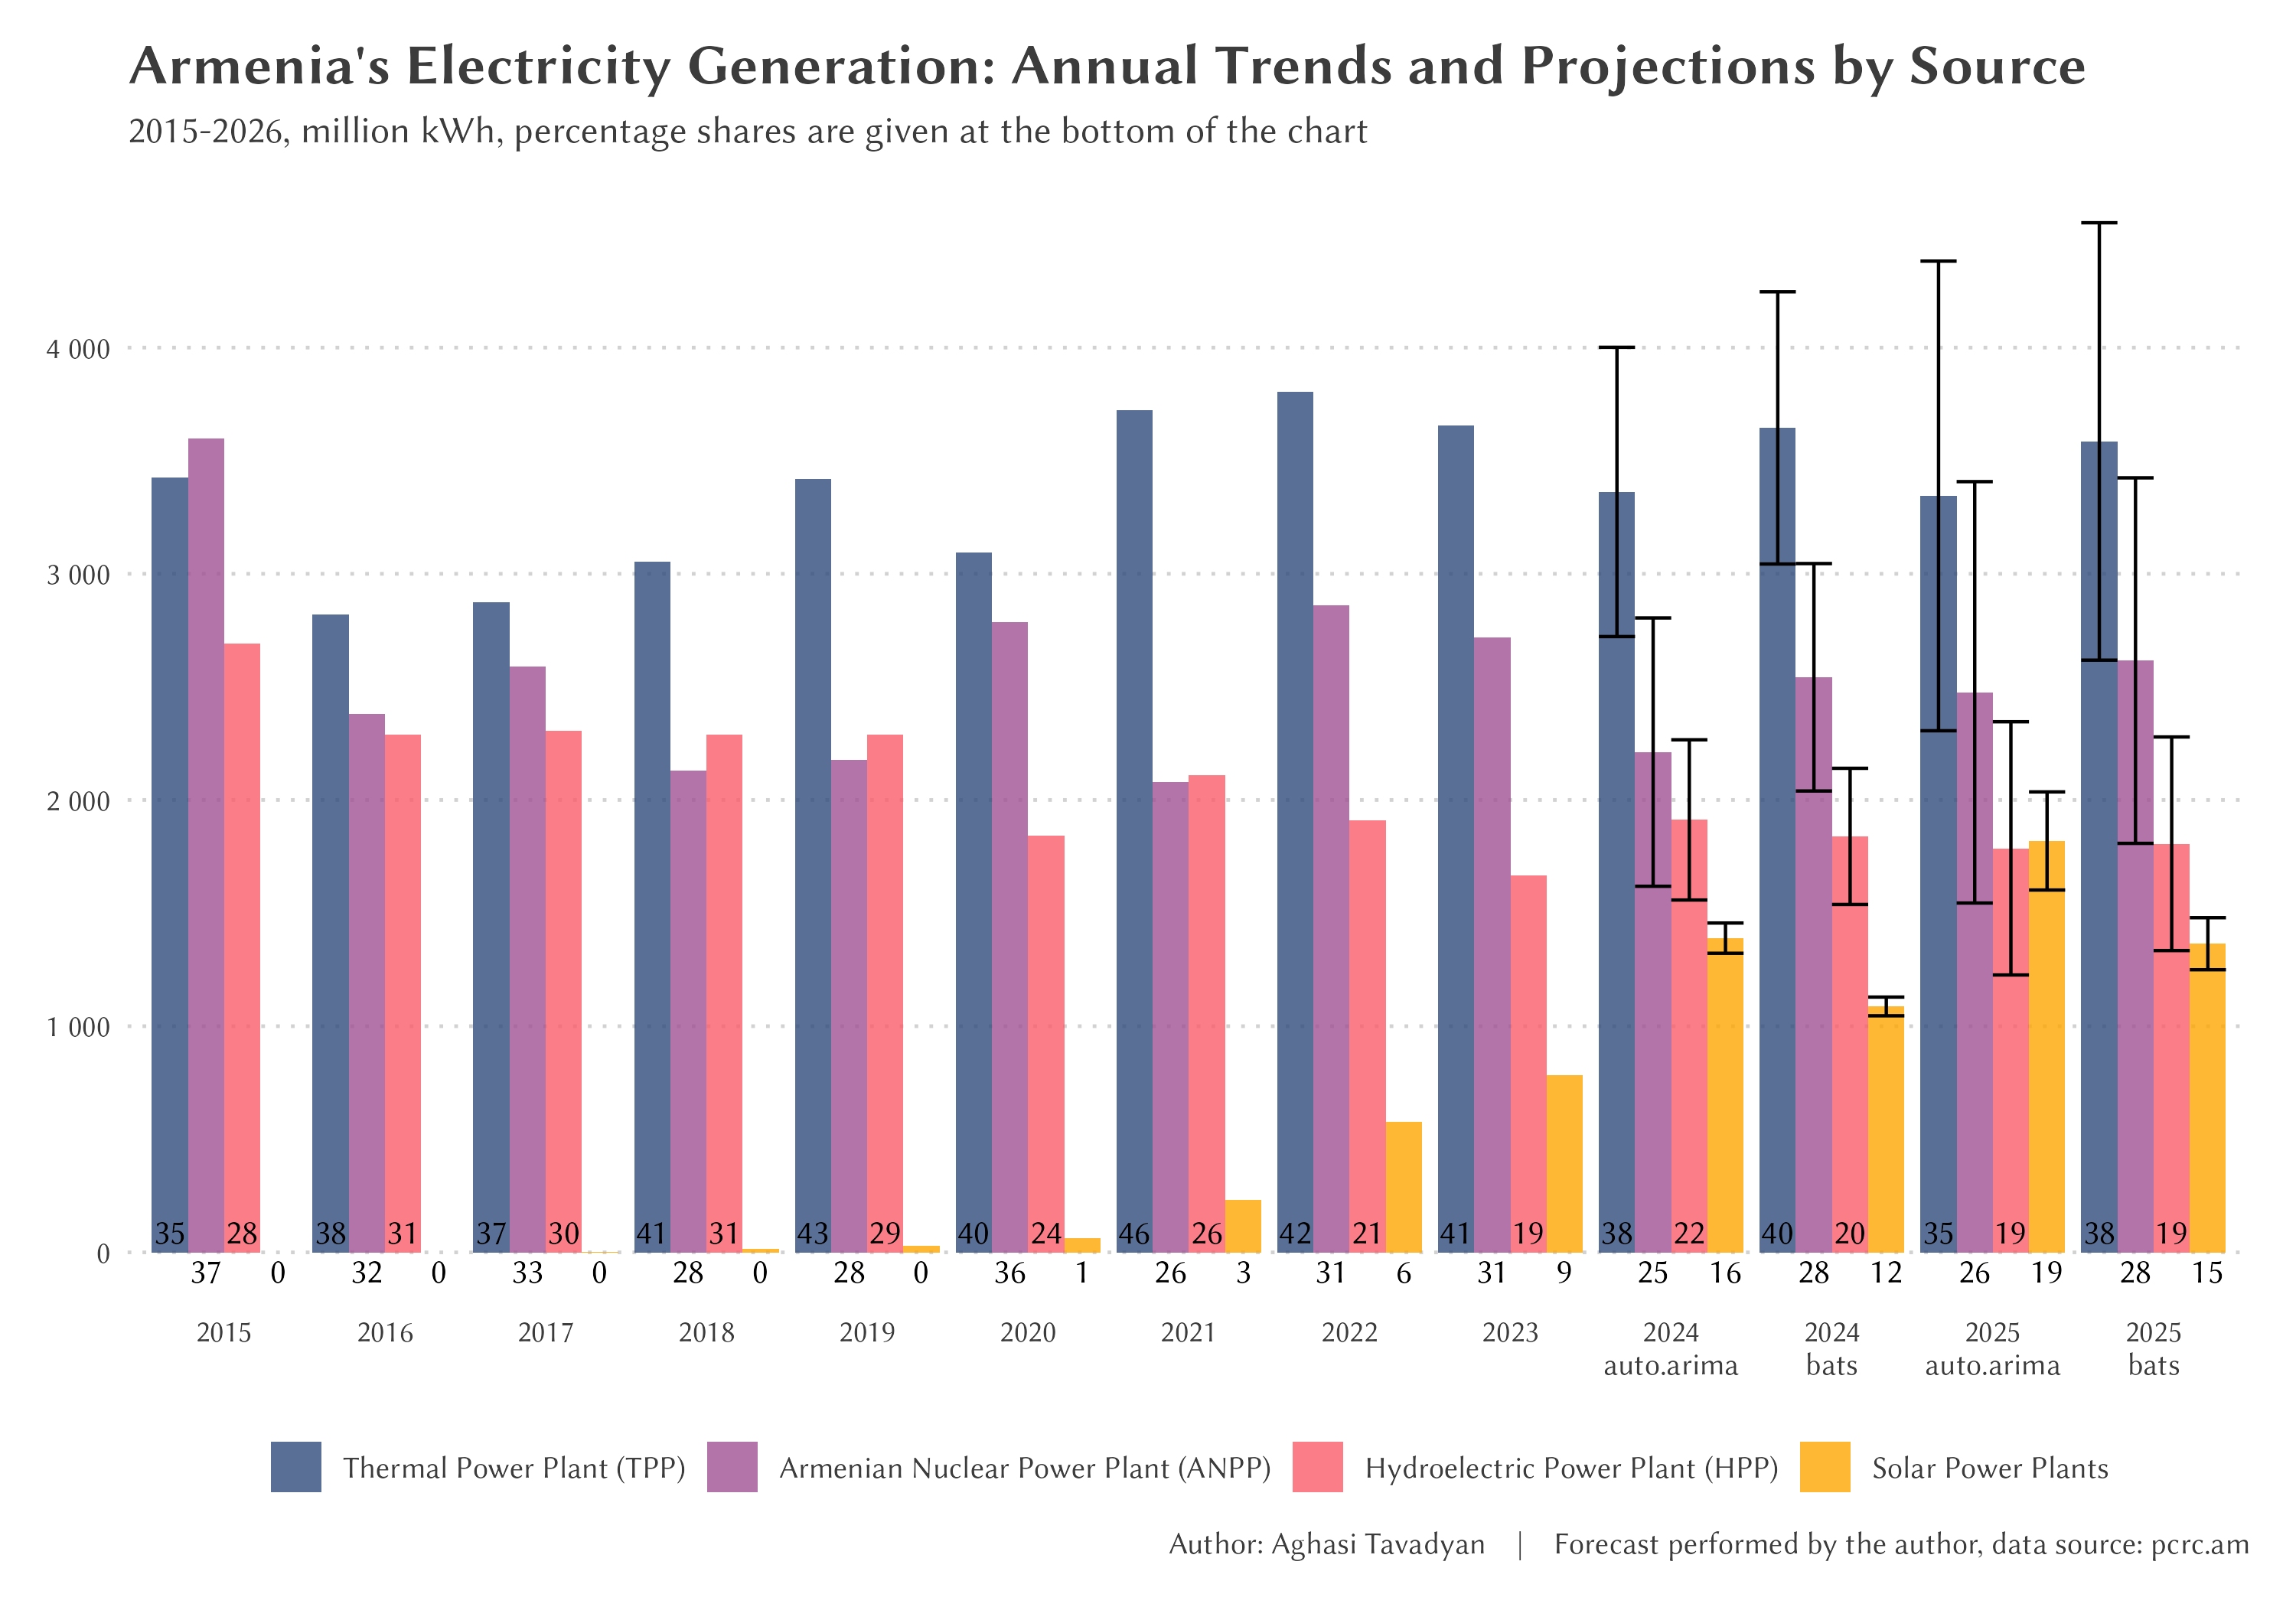 Armenia's Electricity Generation: Annual Trends and Projections by Source
2015-2026, million kWh, percentage shares are given at the bottom of the chart
4 000
3 000
2 000
1 000
0
35 28 38 31 37 30 41 31 43 29 40 24 46 26 42 21 41 19 38 22 40 20 35 19 38 19
37 0 32 0 33 0 28 0 28 0 36 1 26 3 31 6 31 9 25 16 28 12 26 19 28 15
2015 2016 2017 2018 2019 2020 2021 2022 2023 2024 2024 2025 2025
auto.arima bats auto.arima bats
Thermal Power Plant (TPP) Armenian Nuclear Power Plant (ANPP) Hydroelectric Power Plant (HPP) Solar Power Plants
Author: Aghasi Tavadyan | Forecast performed by the author, data source: pcrc.am